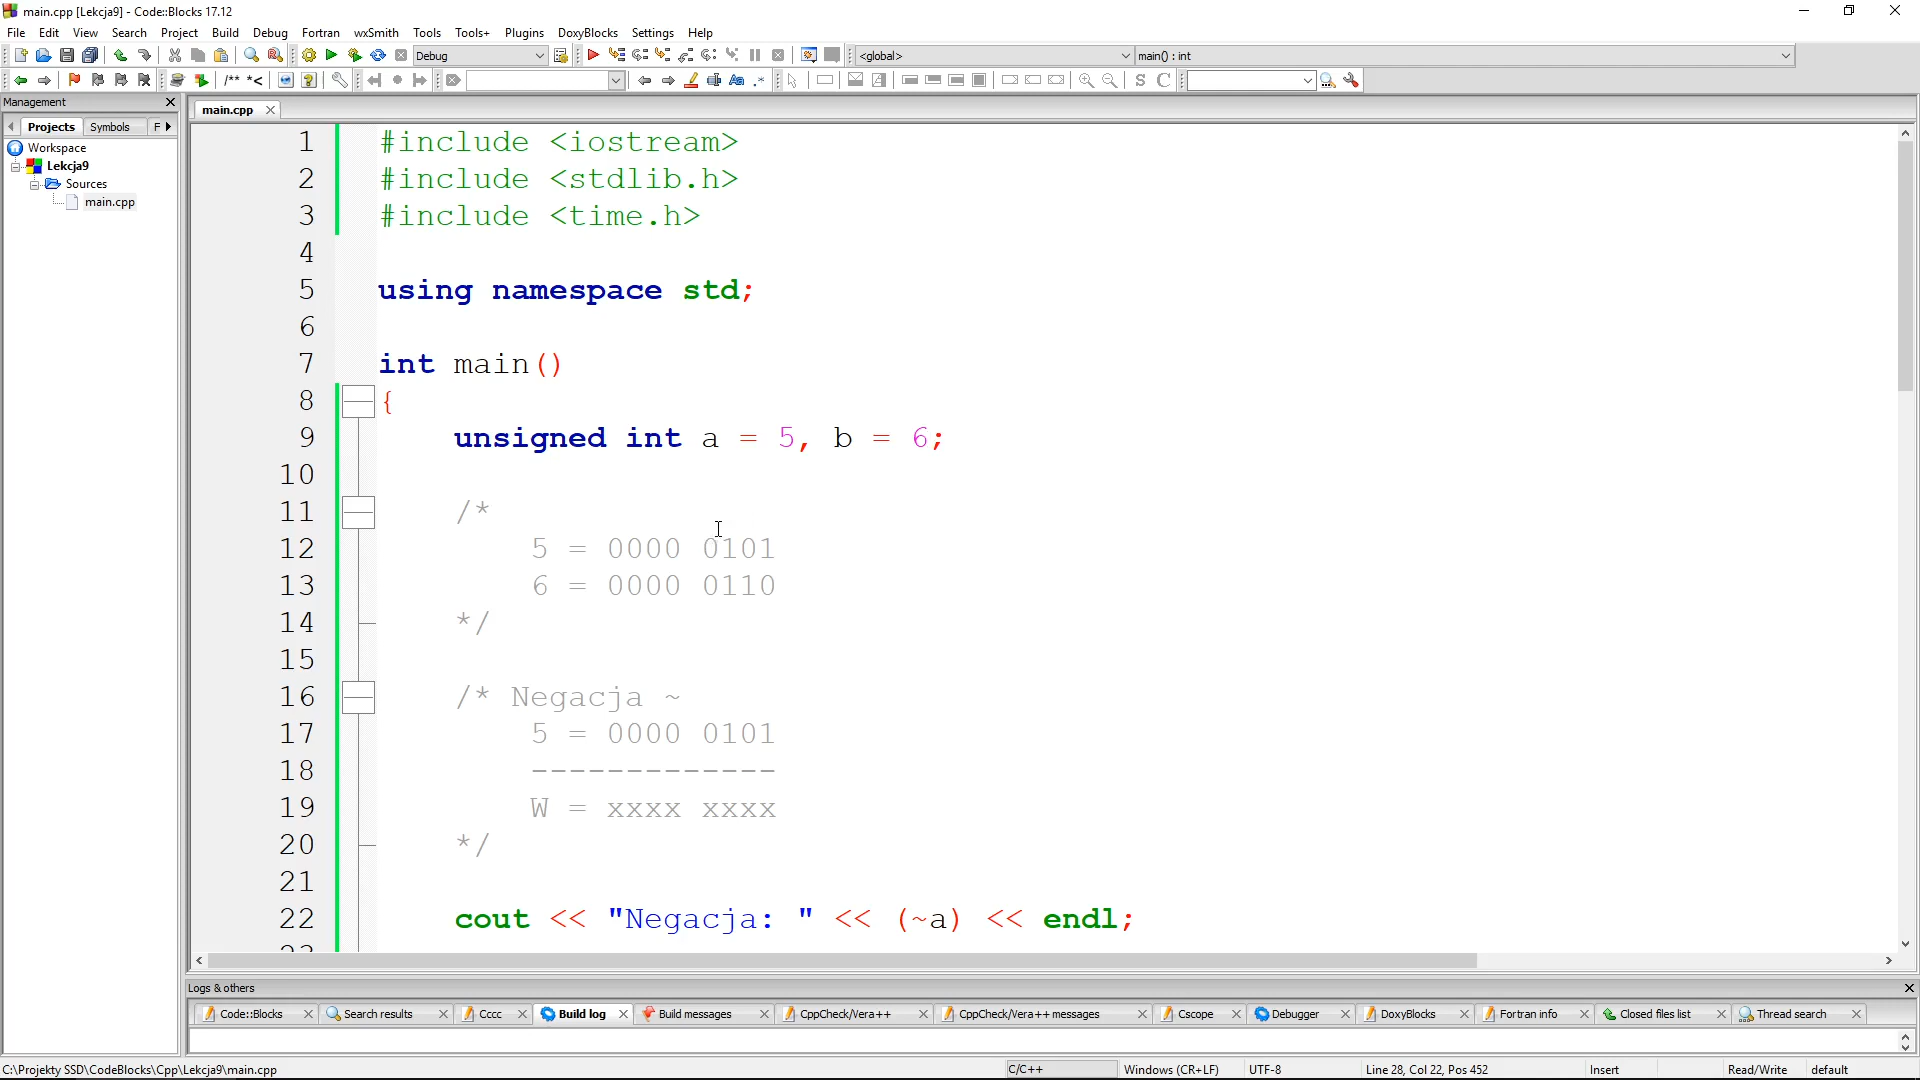 main.cpp [Lekcja9] - Code::Blocks 17.12
File Edit View Search Project Build Debug Fortran wxSmith Tools Tools+ Plugins DoxyBlocks Settings Help
Debug <global> main() : int
/** *<
Aa .* S C
Management
Projects Symbols F
main.cpp
Workspace
Lekcja9
Sources
main.cpp
1 #include <iostream>
2 #include <stdlib.h>
3 #include <time.h>
4
5 using namespace std;
6
7 int main()
8 {
9 unsigned int a = 5, b = 6;
10
11 /*
12 5 = 0000 0101
13 6 = 0000 0110
14 */
15
16 /* Negacja ~
17 5 = 0000 0101
18 -------------
19 W = xxxx xxxx
20 */
21
22 cout << "Negacja: " << (~a) << endl;
Logs & others
Code::Blocks Search results Cccc Build log Build messages CppCheck/Vera++ CppCheck/Vera++ messages Cscope Debugger DoxyBlocks Fortran info Closed files list Thread search
C:\Projekty SSD\CodeBlocks\Cpp\Lekcja9\main.cpp C/C++ Windows (CR+LF) UTF-8 Line 28, Col 22, Pos 452 Insert Read/Write default